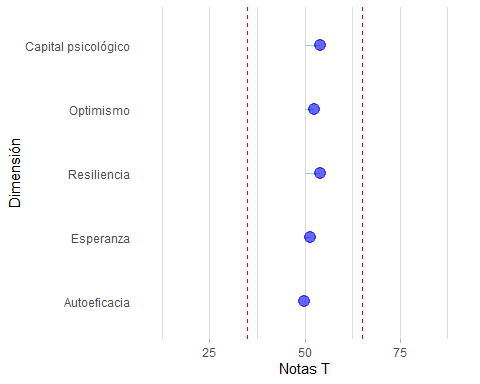 Capital psicológico
Optimismo
Resiliencia
Esperanza
Autoeficacia
Dimensión
25 50 75
Notas T